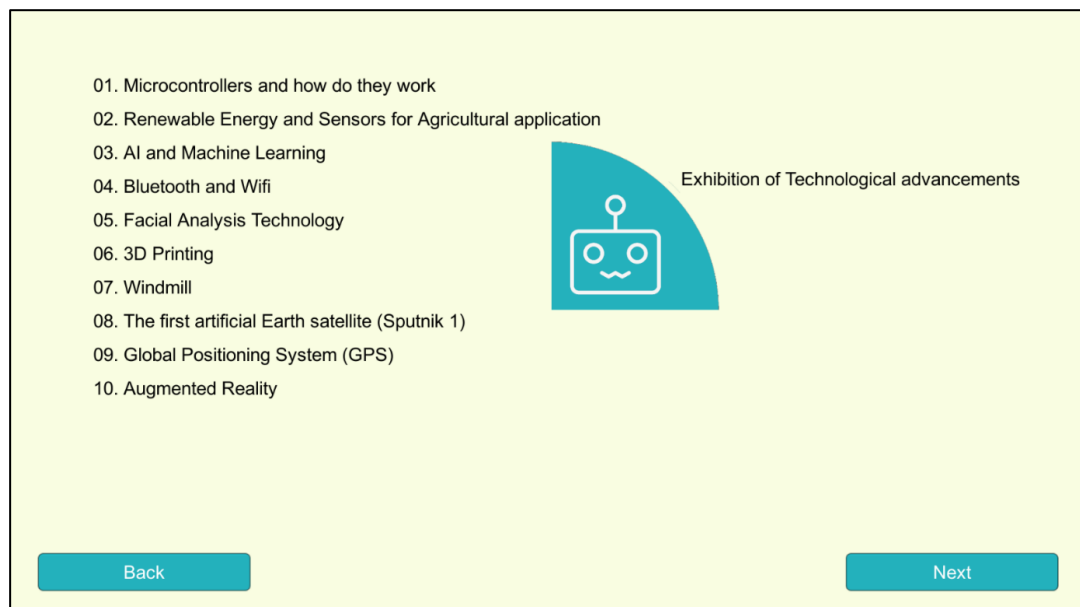 01. Microcontrollers and how do they work
02. Renewable Energy and Sensors for Agricultural application
03. AI and Machine Learning
04. Bluetooth and Wifi
05. Facial Analysis Technology
06. 3D Printing
07. Windmill
08. The first artificial Earth satellite (Sputnik 1)
09. Global Positioning System (GPS)
10. Augmented Reality
Exhibition of Technological advancements
Back
Next